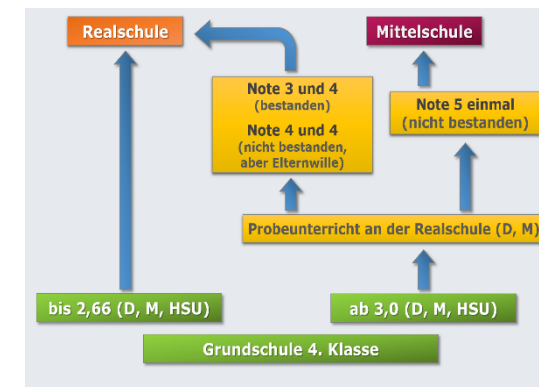 Realschule
Mittelschule
Note 3 und 4
(bestanden)
Note 4 und 4
(nicht bestanden,
aber Elternwille)
Note 5 einmal
(nicht bestanden)
Probeunterricht an der Realschule (D, M)
bis 2,66 (D, M, HSU)
ab 3,0 (D, M, HSU)
Grundschule 4. Klasse